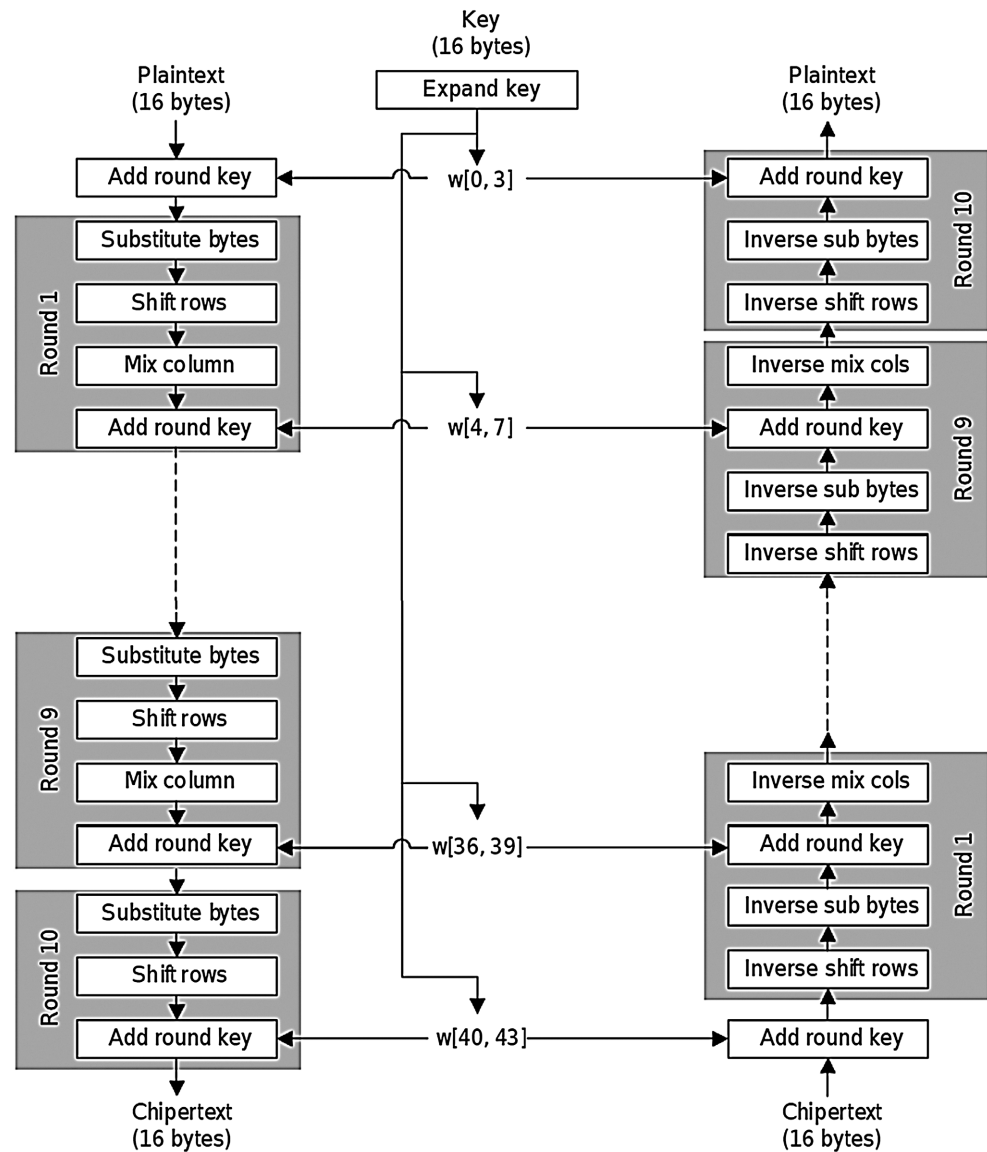 Key
(16 bytes)
Expand key
Plaintext
(16 bytes)
Add round key
Round 1
Substitute bytes
Shift rows
Mix column
Add round key
Round 9
Substitute bytes
Shift rows
Mix column
Add round key
Round 10
Substitute bytes
Shift rows
Add round key
Chipertext
(16 bytes)
w[0, 3]
w[4, 7]
w[36, 39]
w[40, 43]
Plaintext
(16 bytes)
Add round key
Inverse sub bytes
Inverse shift rows
Round 10
Inverse mix cols
Add round key
Inverse sub bytes
Inverse shift rows
Round 9
Inverse mix cols
Add round key
Inverse sub bytes
Inverse shift rows
Round 1
Add round key
Chipertext
(16 bytes)